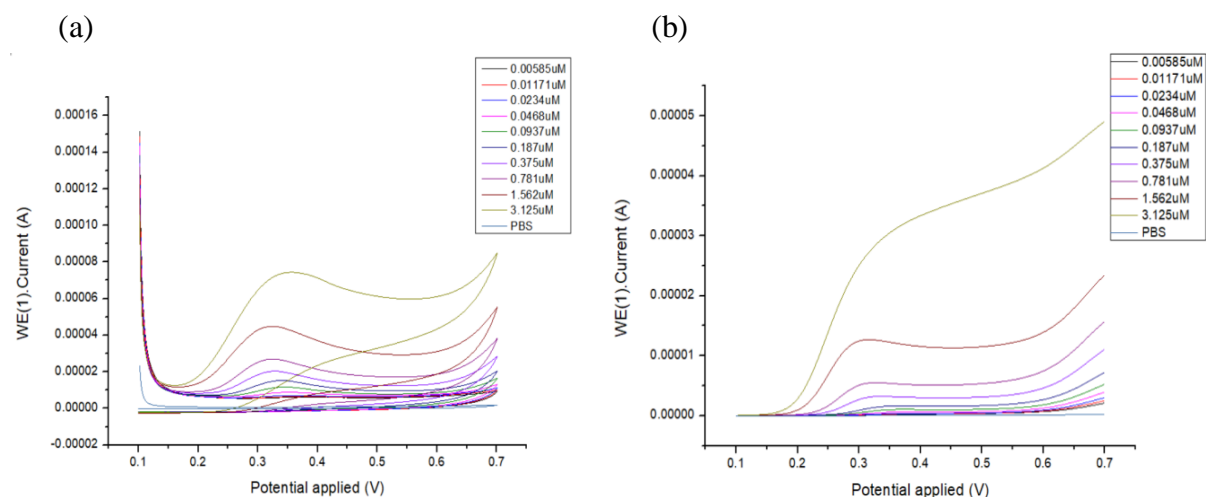 (a)
0.00585uM
0.01171uM
0.0234uM
0.0468uM
0.0937uM
0.187uM
0.375uM
0.781uM
1.562uM
3.125uM
PBS
WE(1).Current (A)
0.00016
0.00014
0.00012
0.00010
0.00008
0.00006
0.00004
0.00002
0.00000
-0.00002
0.1 0.2 0.3 0.4 0.5 0.6 0.7
Potential applied (V)
(b)
0.00585uM
0.01171uM
0.0234uM
0.0468uM
0.0937uM
0.187uM
0.375uM
0.781uM
1.562uM
3.125uM
PBS
WE(1).Current (A)
0.00005
0.00004
0.00003
0.00002
0.00001
0.00000
0.1 0.2 0.3 0.4 0.5 0.6 0.7
Potential applied (V)